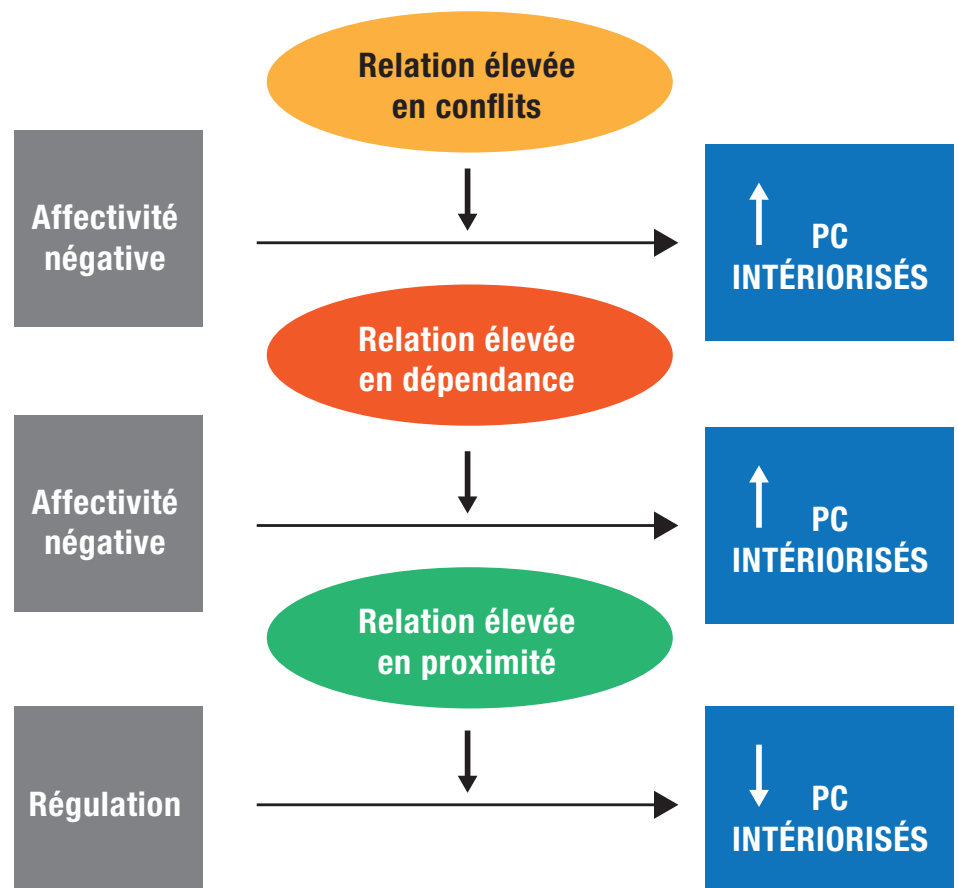 Relation élevée
en conflits
Affectivité
négative
PC
INTÉRIORISÉS
Relation élevée
en dépendance
Affectivité
négative
PC
INTÉRIORISÉS
Relation élevée
en proximité
Régulation
PC
INTÉRIORISÉS